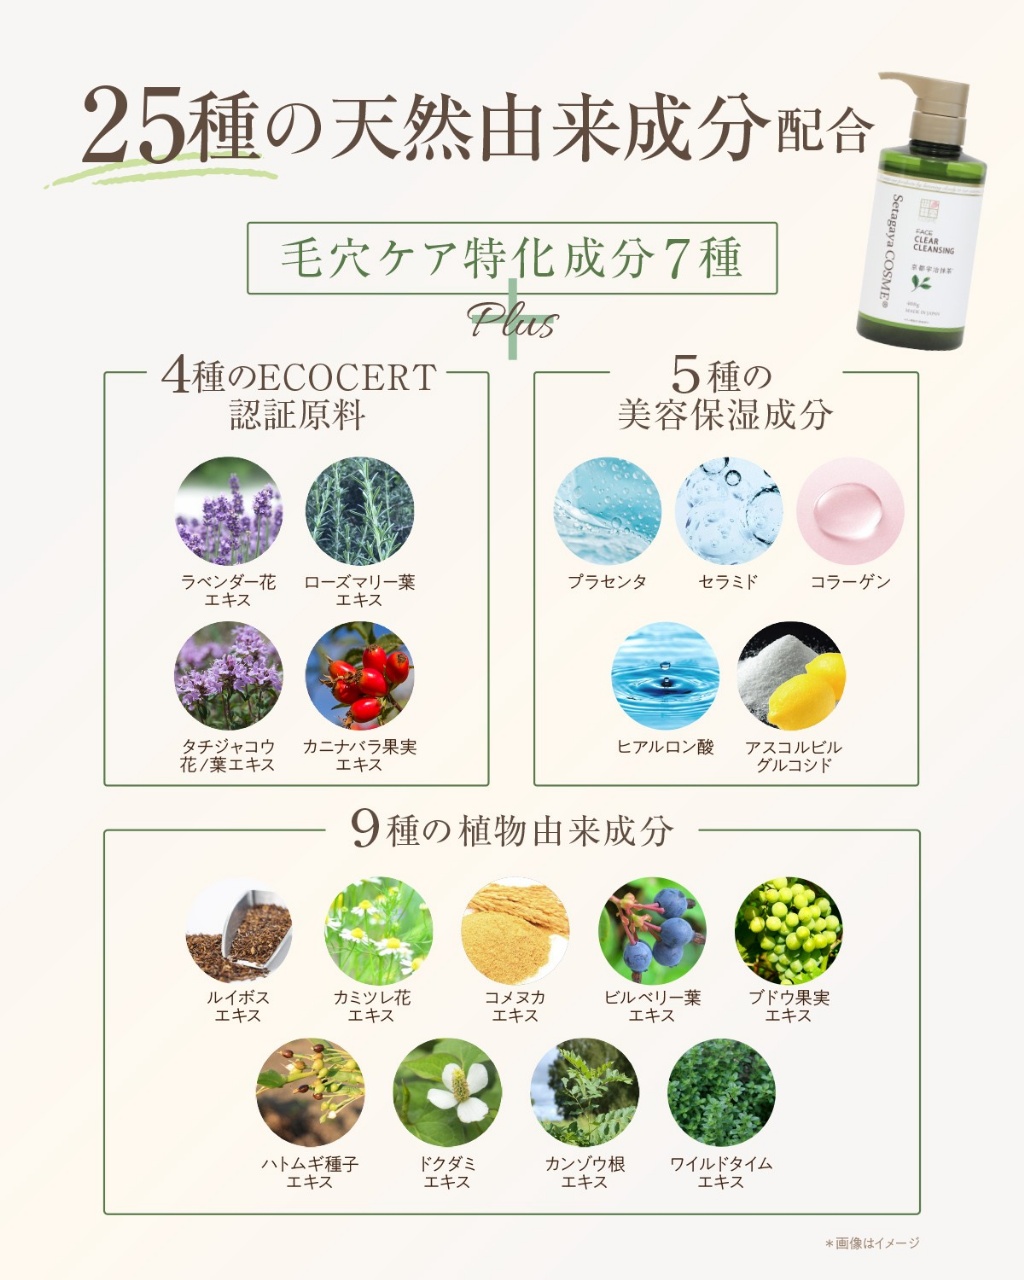 25種の天然由来成分配合
Setagaya COSME®
FACE
CLEAR
CLEANSING
MADE IN JAPAN
毛穴ケア特化成分7種
Plus
4種のECOCERT
認証原料
ラベンダー花
エキス
ローズマリー葉
エキス
タチジャコウ
花/葉エキス
カニナバラ果実
エキス
5種の
美容保湿成分
プラセンタ
セラミド
コラーゲン
ヒアルロン酸
アスコルビル
グルコシド
9種の植物由来成分
ルイボス
エキス
カミツレ花
エキス
コメヌカ
エキス
ビルベリー葉
エキス
ブドウ果実
エキス
ハトムギ種子
エキス
ドクダミ
エキス
カンゾウ根
エキス
ワイルドタイム
エキス
*画像はイメージ